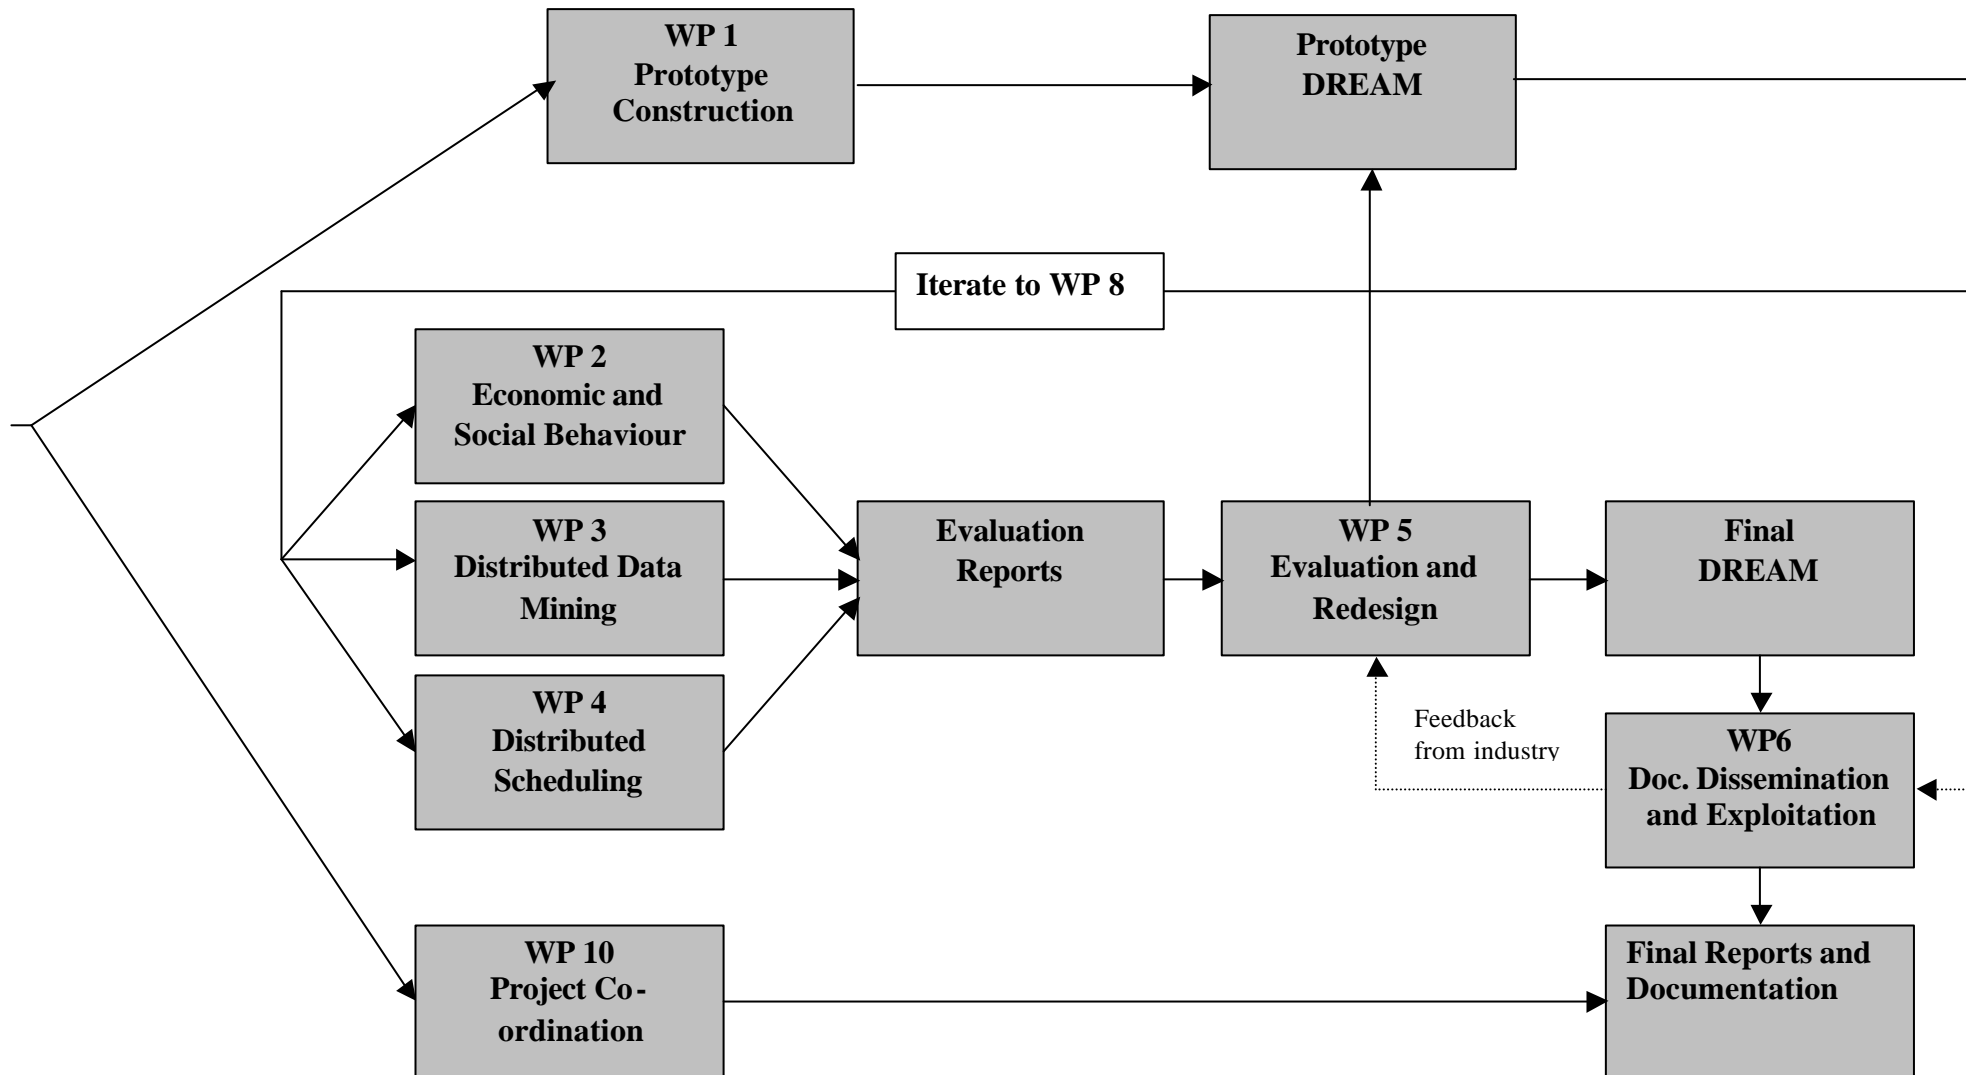 WP 1
Prototype
Construction
Prototype
DREAM
Iterate to WP 8
WP 2
Economic and
Social Behaviour
WP 3
Distributed Data
Mining
WP 4
Distributed
Scheduling
Evaluation
Reports
WP 5
Evaluation and
Redesign
Final
DREAM
Feedback
from industry
WP6
Doc. Dissemination
and Exploitation
WP 10
Project Co-
ordination
Final Reports and
Documentation